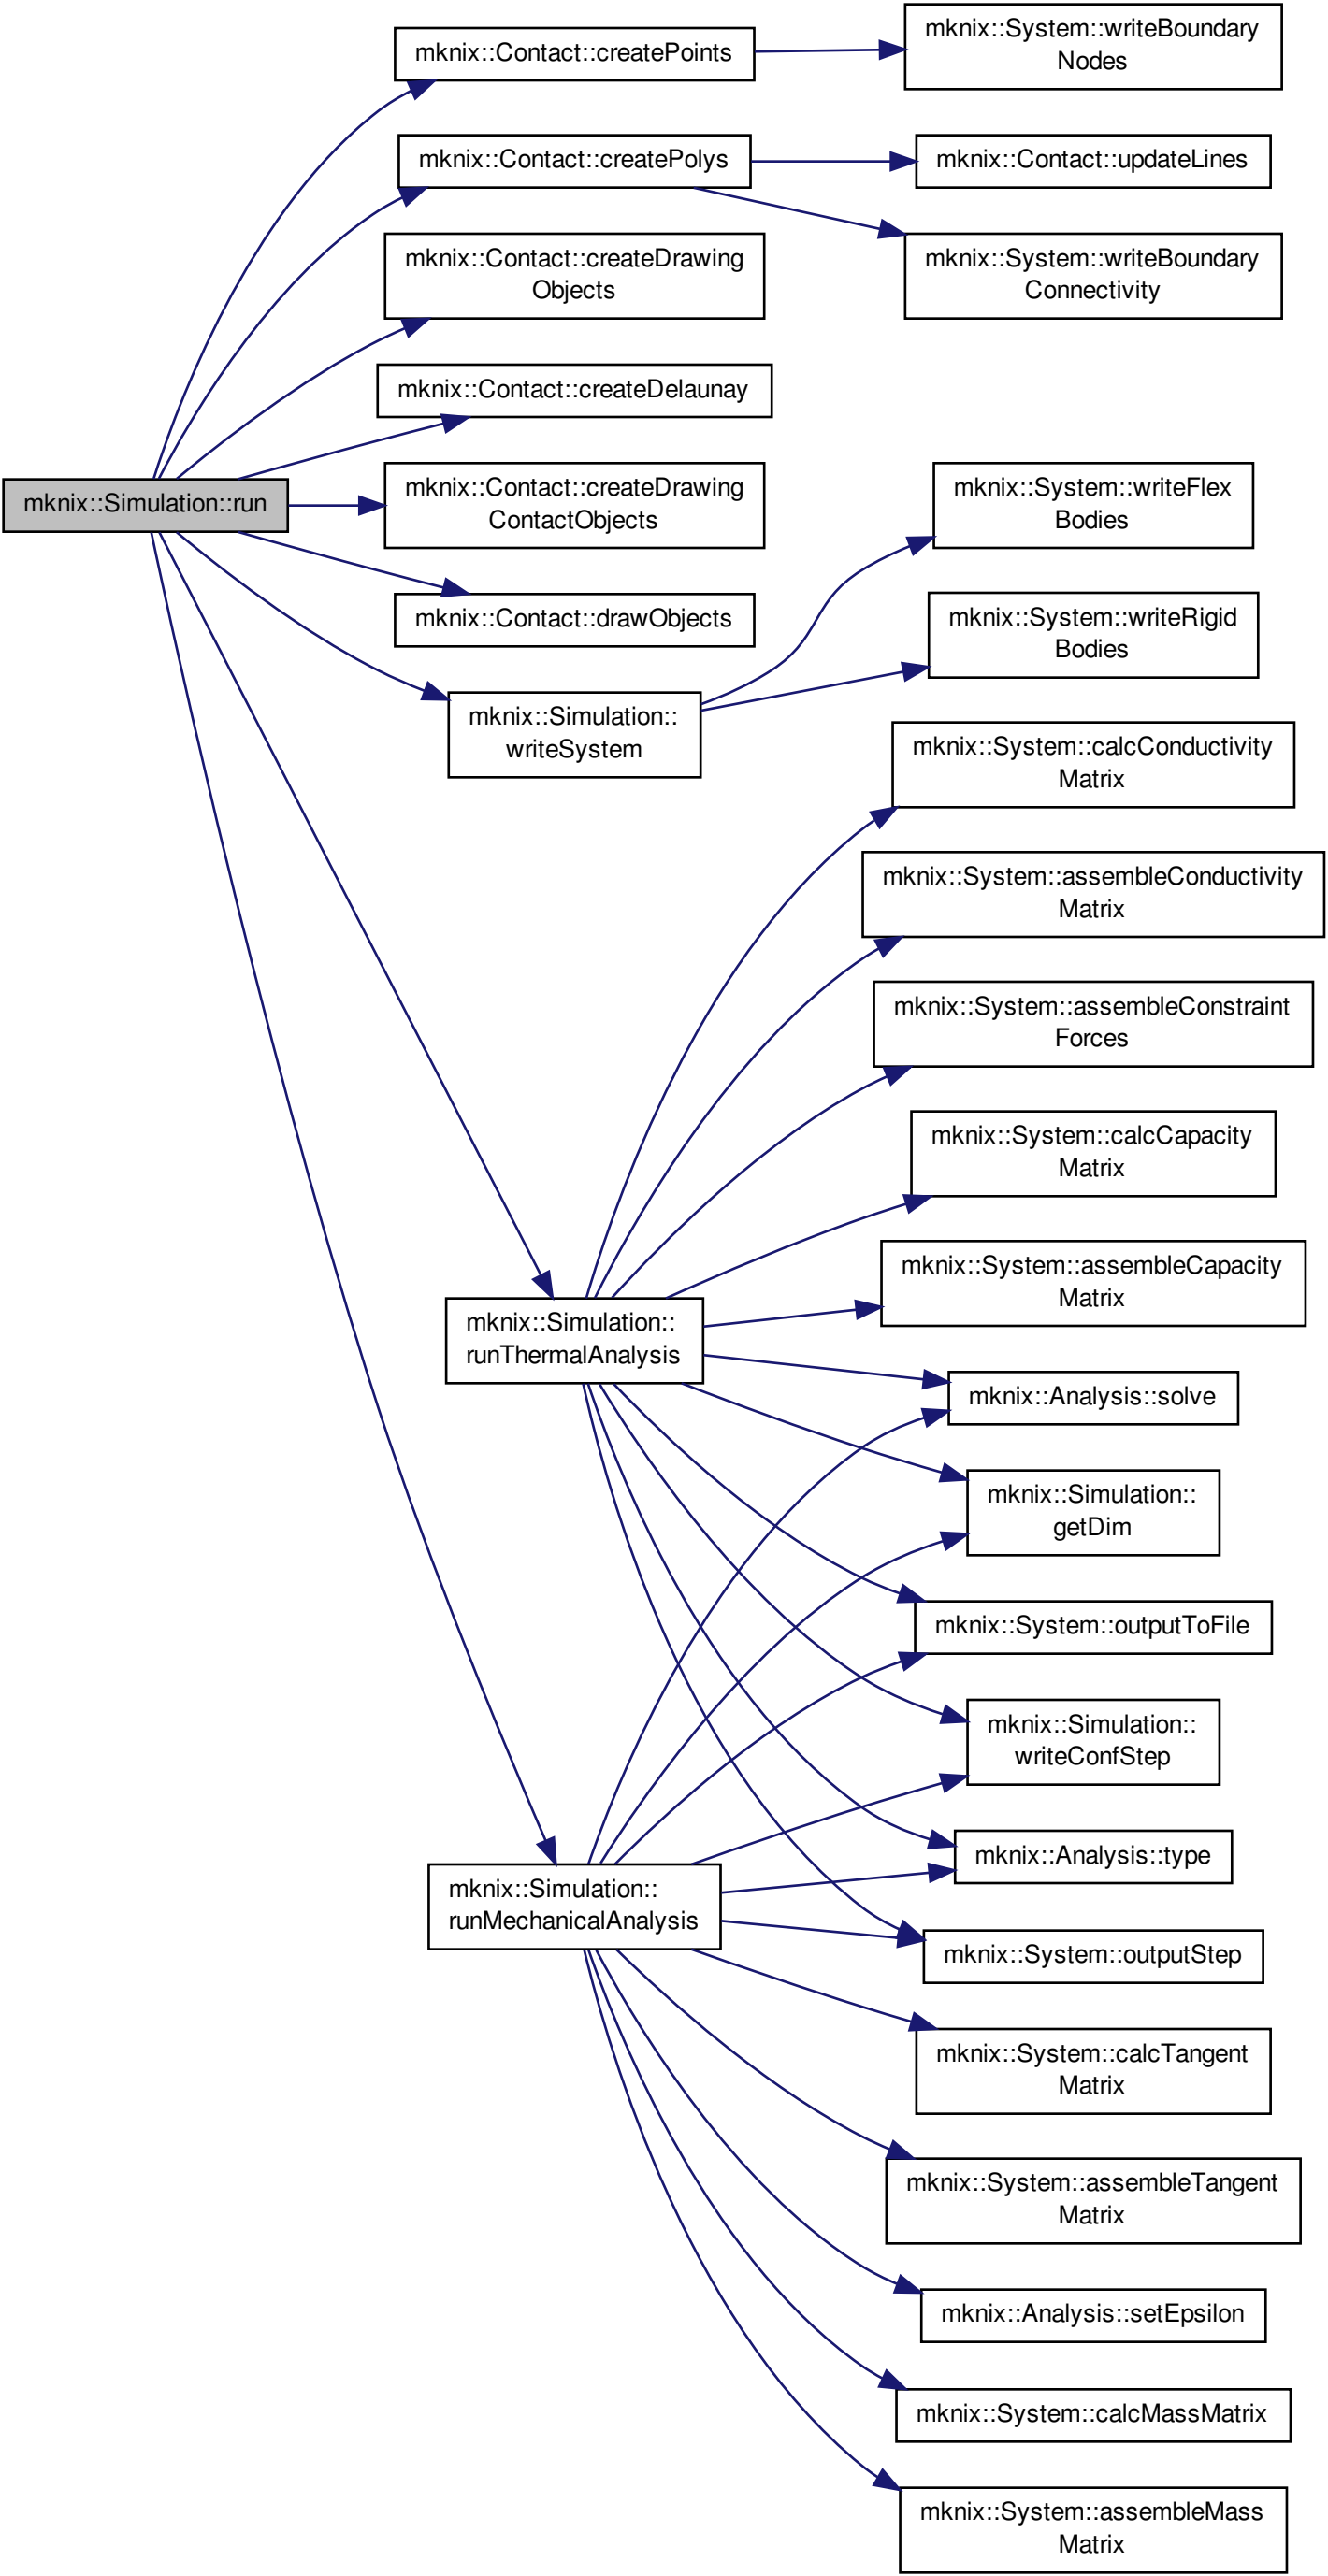 mknix::Simulation::run
mknix::Contact::createPoints
mknix::Contact::createPolys
mknix::Contact::createDrawing
Objects
mknix::Contact::createDelaunay
mknix::Contact::createDrawing
ContactObjects
mknix::Contact::drawObjects
mknix::Simulation::
writeSystem
mknix::Simulation::
runThermalAnalysis
mknix::Simulation::
runMechanicalAnalysis
mknix::System::writeBoundary
Nodes
mknix::Contact::updateLines
mknix::System::writeBoundary
Connectivity
mknix::System::writeFlex
Bodies
mknix::System::writeRigid
Bodies
mknix::System::calcConductivity
Matrix
mknix::System::assembleConductivity
Matrix
mknix::System::assembleConstraint
Forces
mknix::System::calcCapacity
Matrix
mknix::System::assembleCapacity
Matrix
mknix::Analysis::solve
mknix::Simulation::
getDim
mknix::System::outputToFile
mknix::Simulation::
writeConfStep
mknix::Analysis::type
mknix::System::outputStep
mknix::System::calcTangent
Matrix
mknix::System::assembleTangent
Matrix
mknix::Analysis::setEpsilon
mknix::System::calcMassMatrix
mknix::System::assembleMass
Matrix